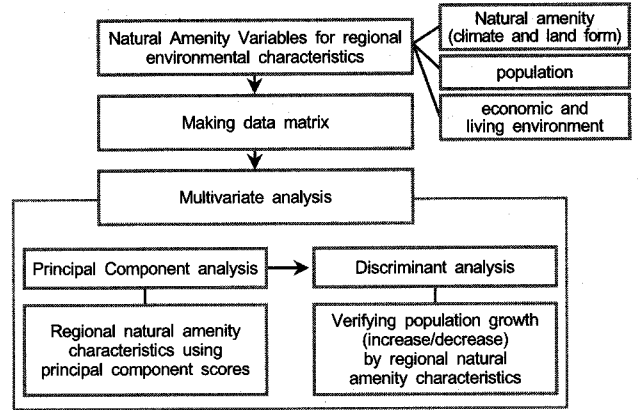 Natural Amenity Variables for regional
environmental characteristics
Natural amenity
(climate and land form)
population
economic and
living environment
Making data matrix
Multivariate analysis
Principal Component analysis
Discriminant analysis
Regional natural amenity
characteristics using
principal component scores
Verifying population growth
(increase/decrease)
by regional natural
amenity characteristics